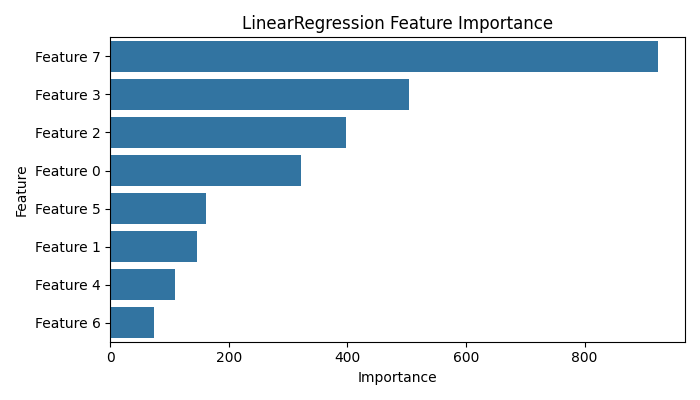 LinearRegression Feature Importance
Feature 7
Feature 3
Feature 2
Feature 0
Feature 5
Feature 1
Feature 4
Feature 6
Feature
0 200 400 600 800
Importance